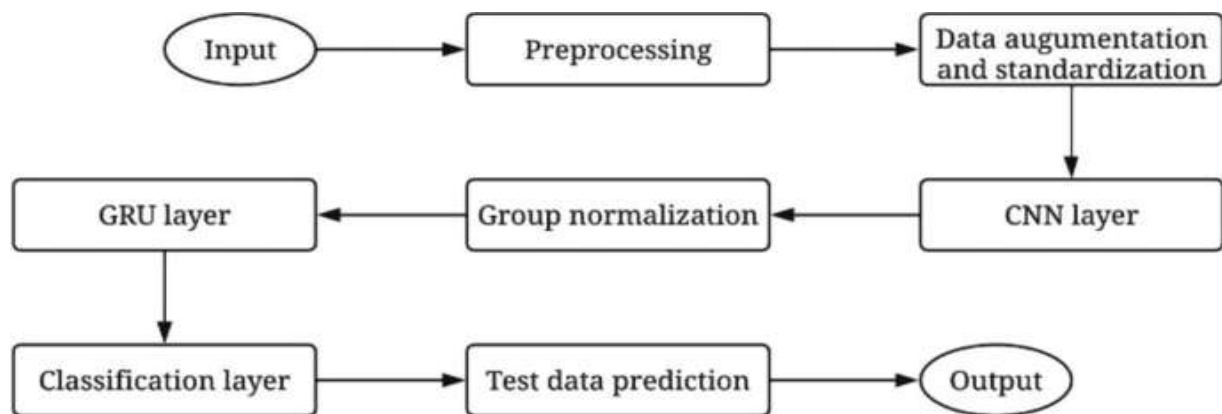 Input
Preprocessing
Data augumentation
and standardization
CNN layer
Group normalization
GRU layer
Classification layer
Test data prediction
Output